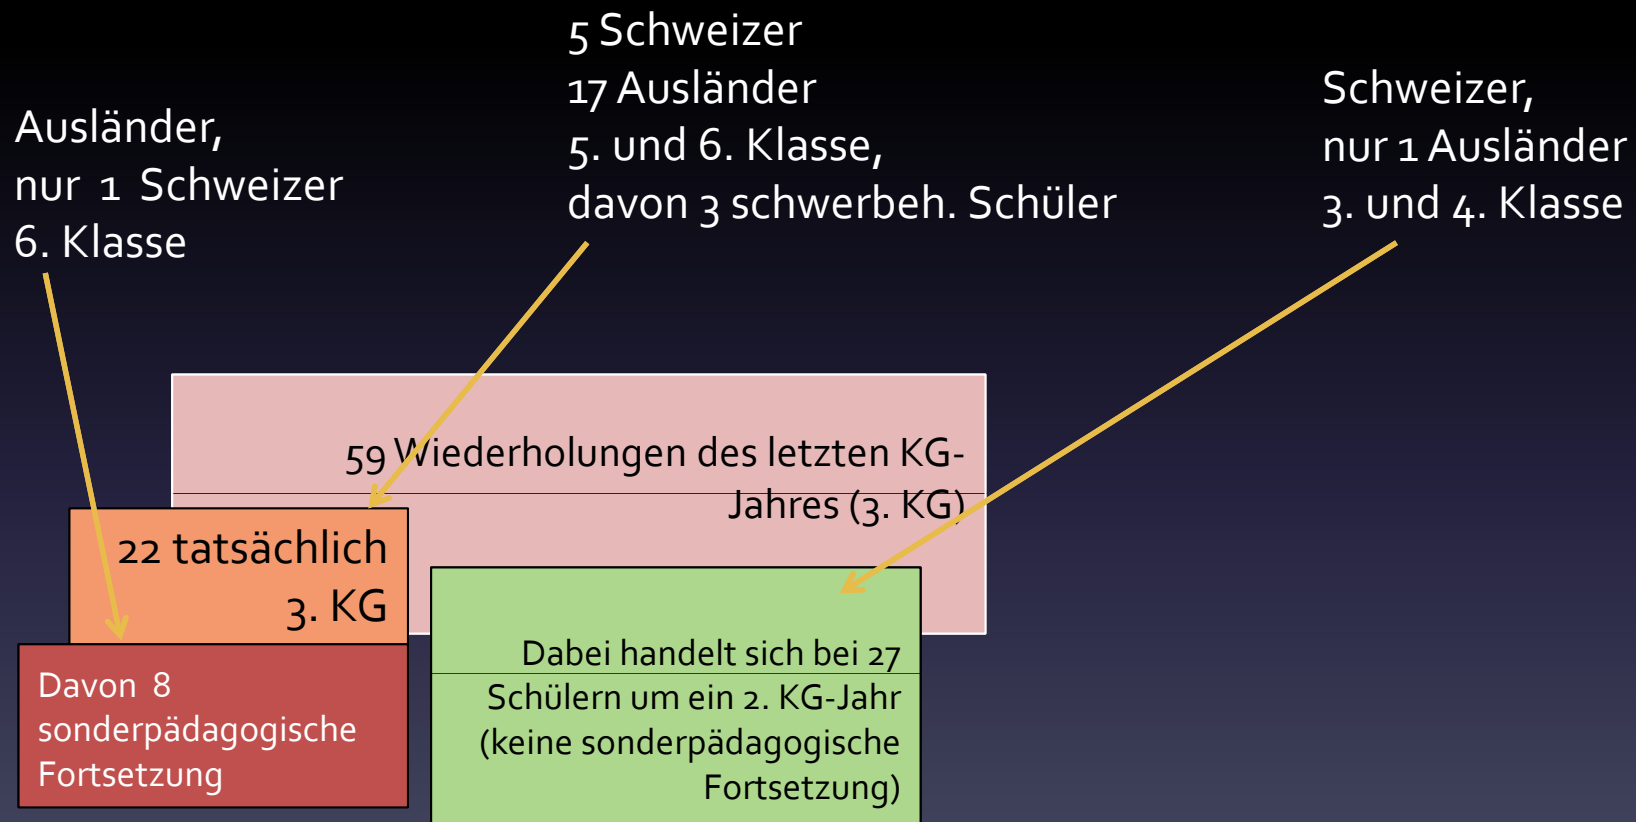 Ausländer,
nur 1 Schweizer
6. Klasse
5 Schweizer
17 Ausländer
5. und 6. Klasse,
davon 3 schwerbeh. Schüler
Schweizer,
nur 1 Ausländer
3. und 4. Klasse
59 Wiederholungen des letzten KG-
Jahres (3. KG)
22 tatsächlich
3. KG
Davon 8
sonderpädagogische
Fortsetzung
Dabei handelt sich bei 27
Schülern um ein 2. KG-Jahr
(keine sonderpädagogische
Fortsetzung)